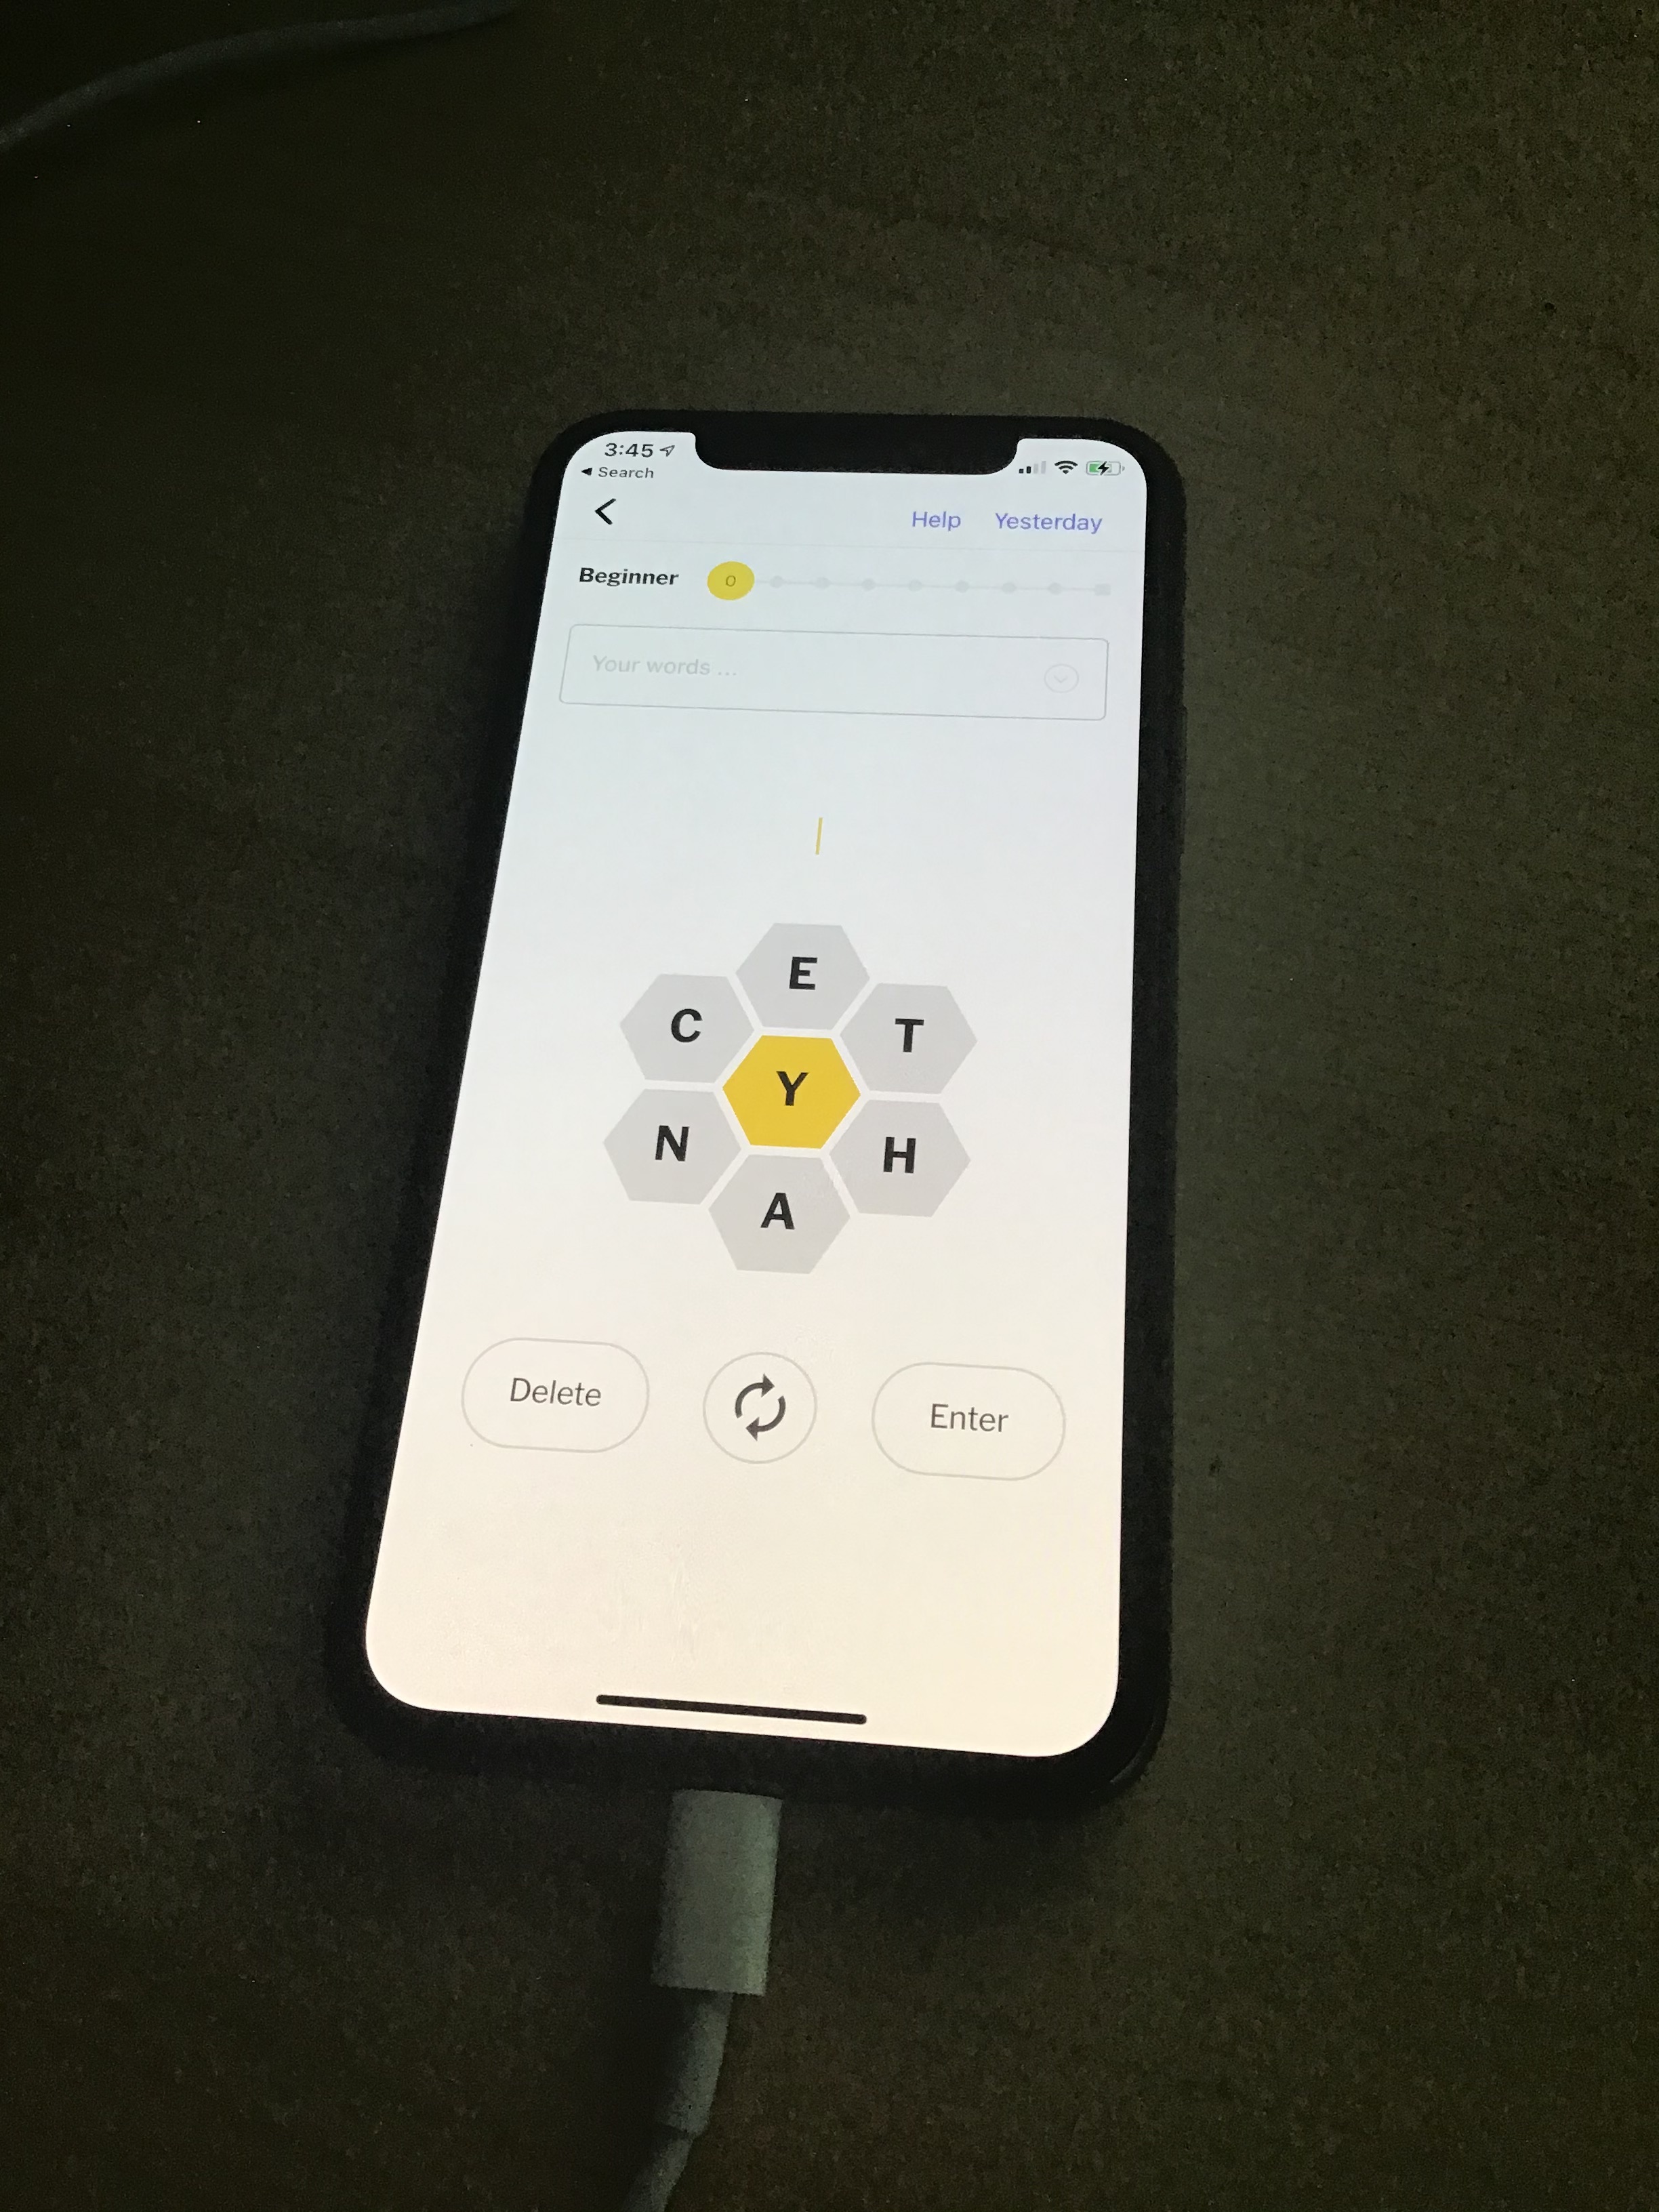 3:45
◀ Search
Help Yesterday
Beginner 0
Your words ...
E
C T
Y
N H
A
Delete Enter